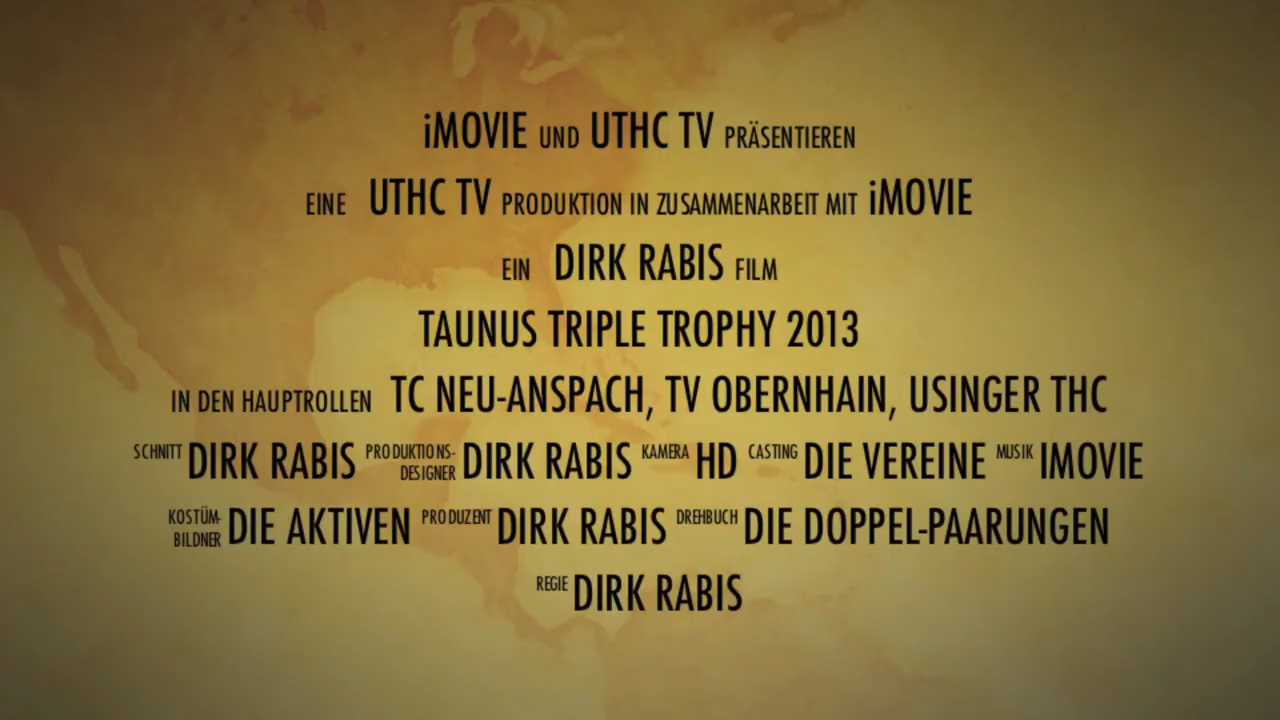 iMOVIE UND UTHC TV PRÄSENTIEREN
EINE UTHC TV PRODUKTION IN ZUSAMMENARBEIT MIT iMOVIE
EIN DIRK RABIS FILM
TAUNUS TRIPLE TROPHY 2013
IN DEN HAUPTROLLEN TC NEU-ANSPACH, TV OBERNHAIN, USINGER THC
SCHNITT DIRK RABIS PRODUKTIONS-DESIGNER DIRK RABIS KAMERA HD CASTING DIE VEREINE MUSIK IMOVIE
KOSTÜM-BILDNER DIE AKTIVEN PRODUZENT DIRK RABIS DREHBUCH DIE DOPPEL-PAARUNGEN
REGIE DIRK RABIS